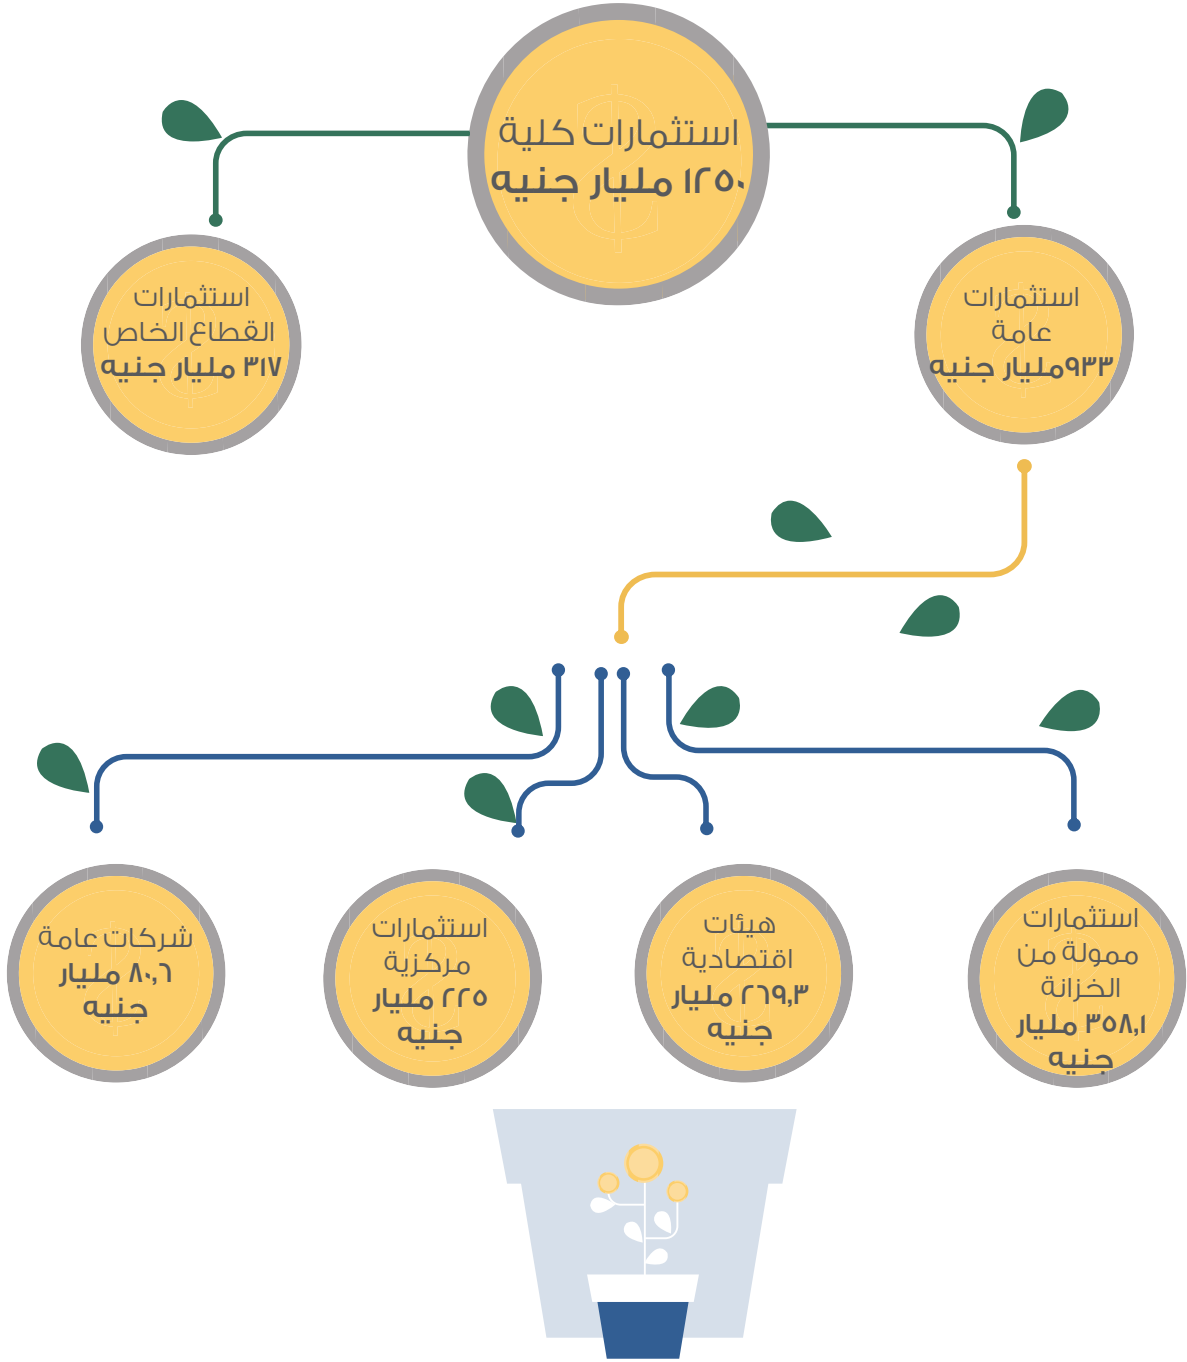 استثمارات كلية
١٢٥٠ مليار جنيه
استثمارات
عامة
٩٣٣مليار جنيه
استثمارات
القطاع الخاص
٣١٧ مليار جنيه
استثمارات
ممولة من
الخزانة
٣٥٨,١ مليار
جنيه
هيئات
اقتصادية
٢٦٩,٣ مليار
جنيه
استثمارات
مركزية
٢٢٥ مليار
جنيه
شركات عامة
٨٠,٦ مليار
جنيه